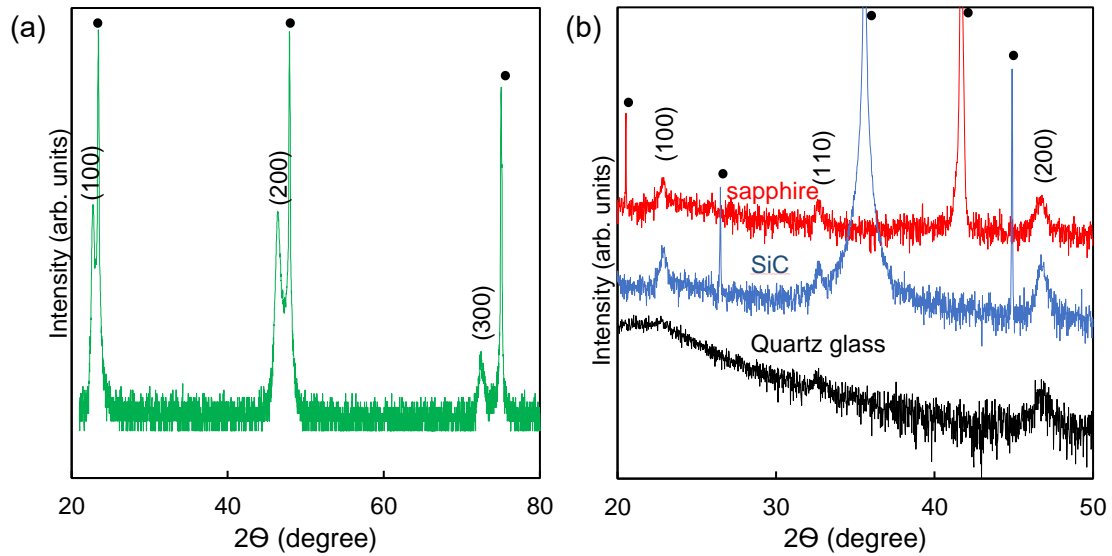 (a)
Intensity (arb. units)
(100)
(200)
(300)
20
40
60
80
2Θ (degree)
(b)
Intensity (arb. units)
(100)
(110)
(200)
sapphire
SiC
Quartz glass
20
30
40
50
2Θ (degree)